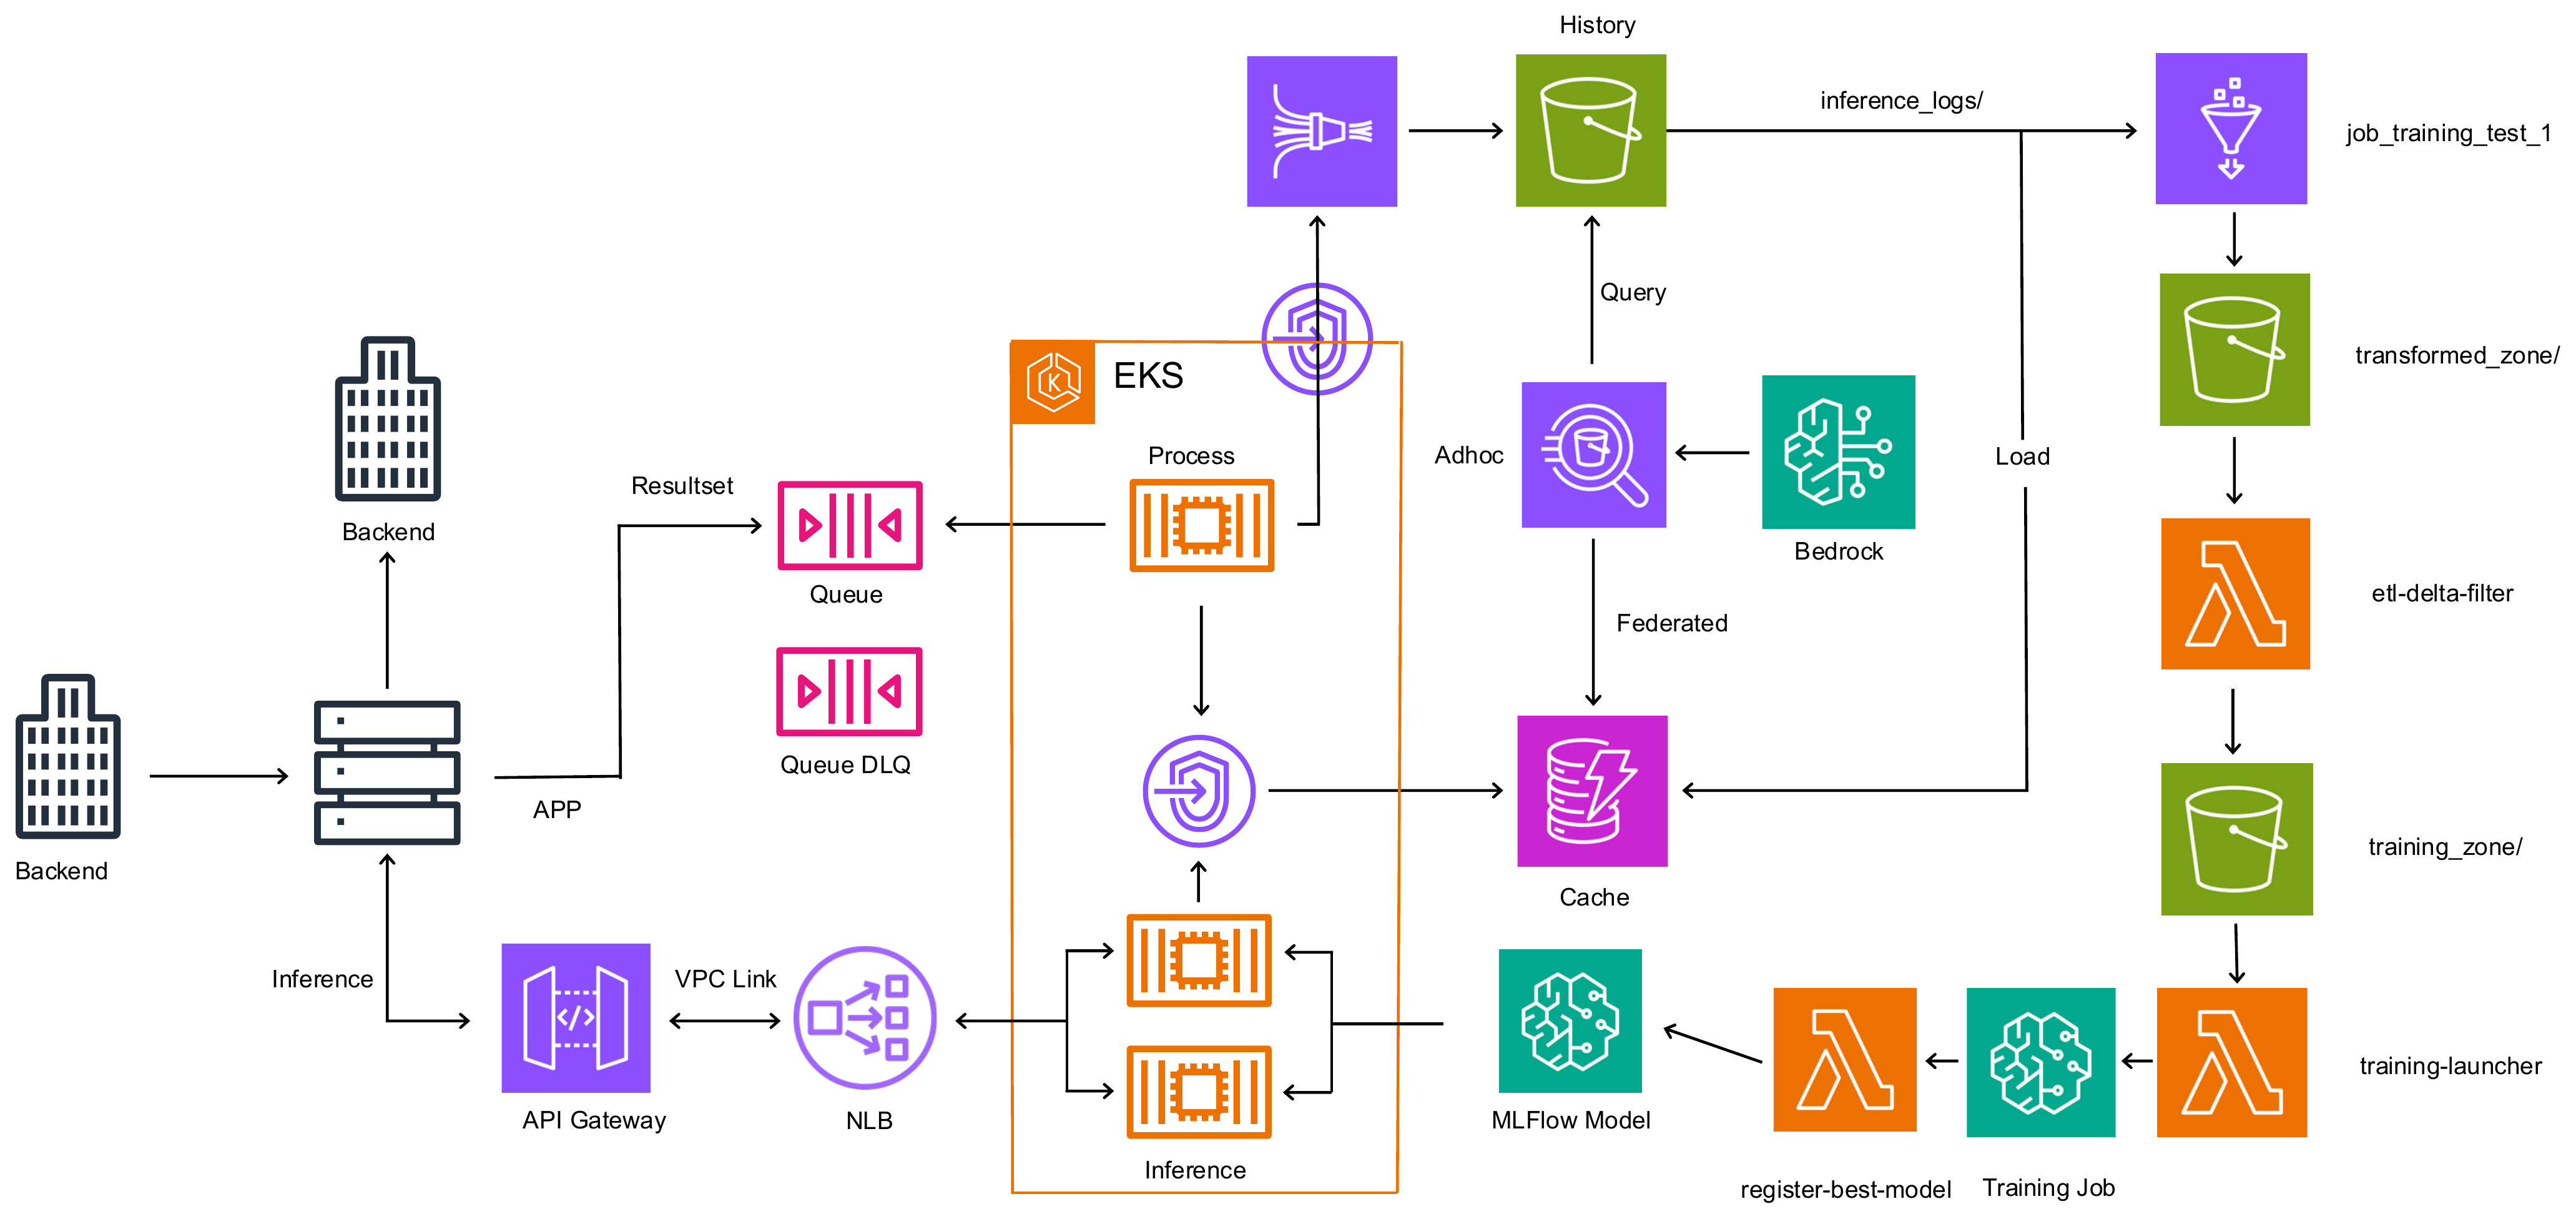 History
inference_logs/
job_training_test_1
Query
transformed_zone/
EKS
Process
Adhoc
Load
Resultset
Backend
Bedrock
Queue
etl-delta-filter
Federated
Queue DLQ
APP
training_zone/
Backend
Cache
Inference
VPC Link
training-launcher
API Gateway
NLB
MLFlow Model
Inference
register-best-model
Training Job